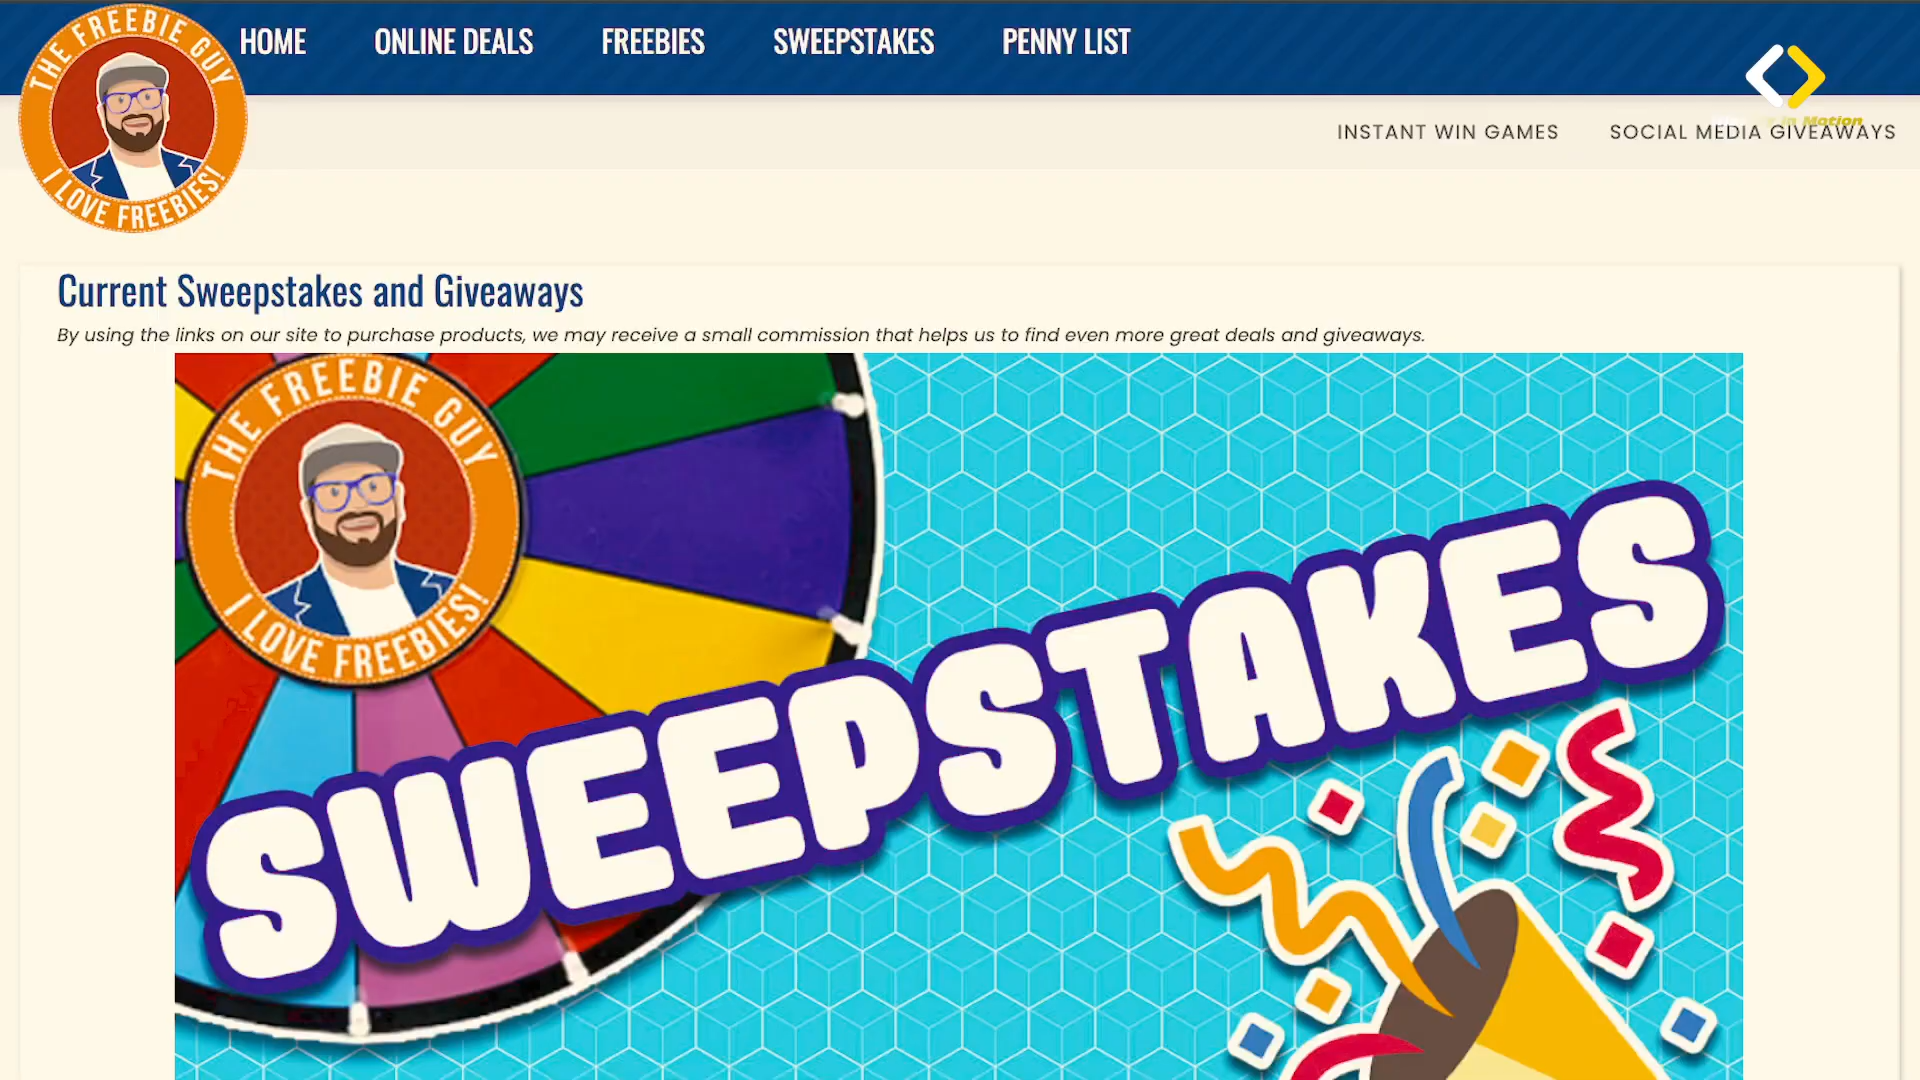 THE FREEBIE GUY
I LOVE FREEBIES!
HOME ONLINE DEALS FREEBIES SWEEPSTAKES PENNY LIST
in Motion
INSTANT WIN GAMES SOCIAL MEDIA GIVEAWAYS
Current Sweepstakes and Giveaways
By using the links on our site to purchase products, we may receive a small commission that helps us to find even more great deals and giveaways.
THE FREEBIE GUY
I LOVE FREEBIES!
SWEEPSTAKES